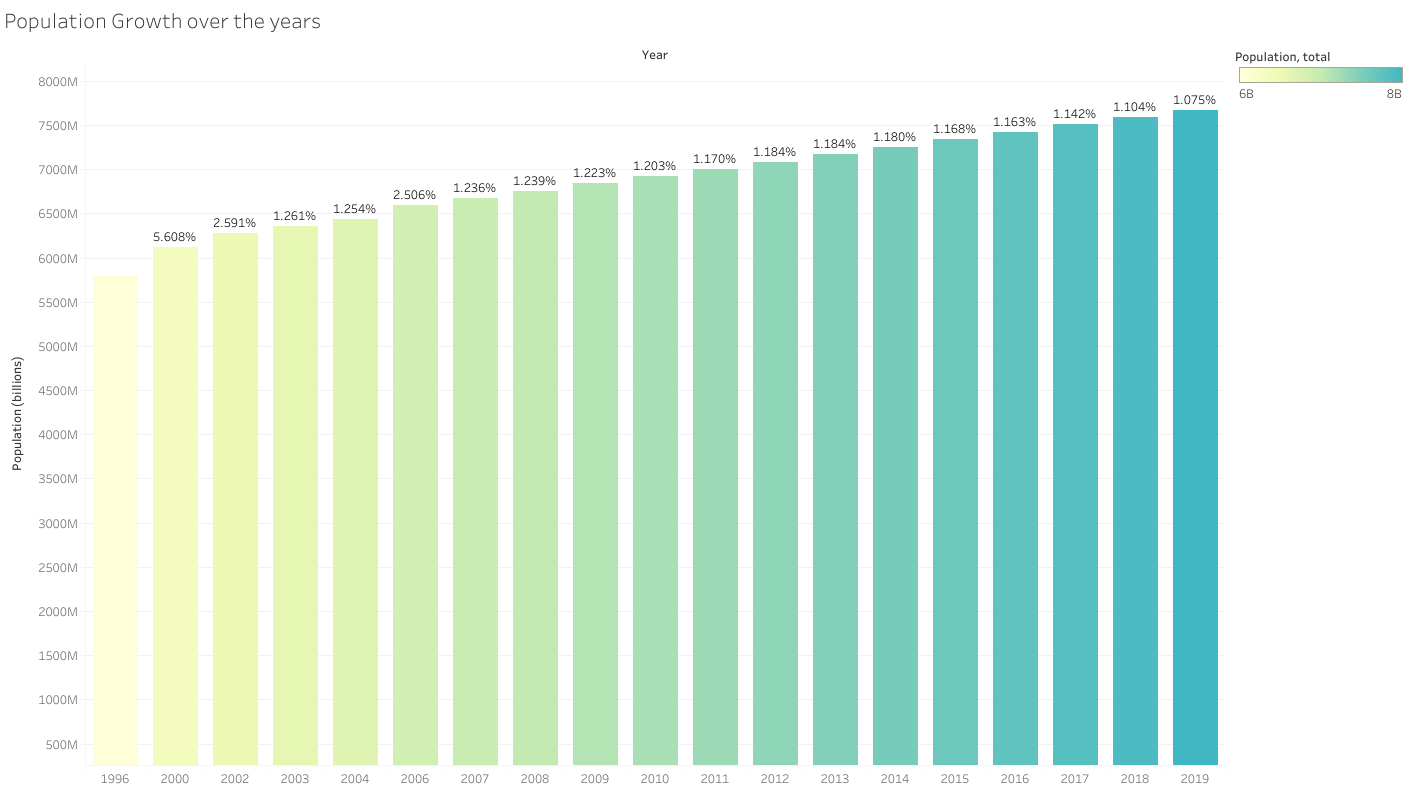 Population Growth over the years
Year
Population, total
6B 8B
Population (billions)
8000M
7500M
7000M
6500M
6000M
5500M
5000M
4500M
4000M
3500M
3000M
2500M
2000M
1500M
1000M
500M
5.608% 2.591% 1.261% 1.254% 2.506% 1.236% 1.239% 1.223% 1.203% 1.170% 1.184% 1.184% 1.180% 1.168% 1.163% 1.142% 1.104% 1.075%
1996 2000 2002 2003 2004 2006 2007 2008 2009 2010 2011 2012 2013 2014 2015 2016 2017 2018 2019